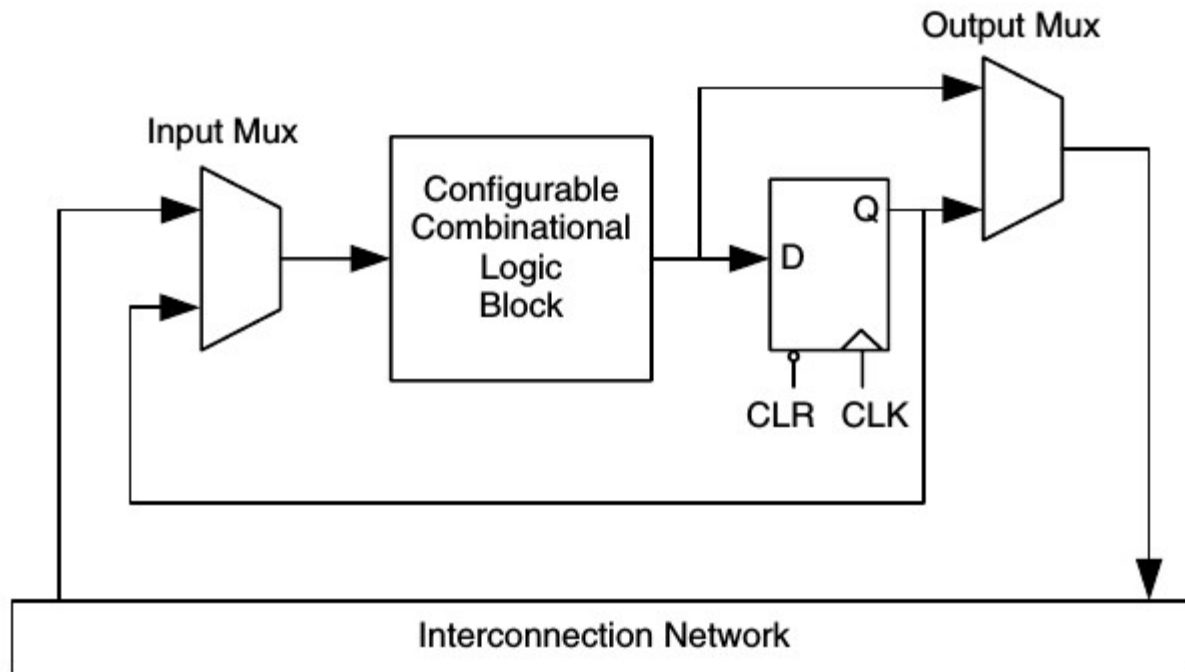 Output Mux
Input Mux
Configurable
Combinational
Logic
Block
Q
D
CLR CLK
Interconnection Network